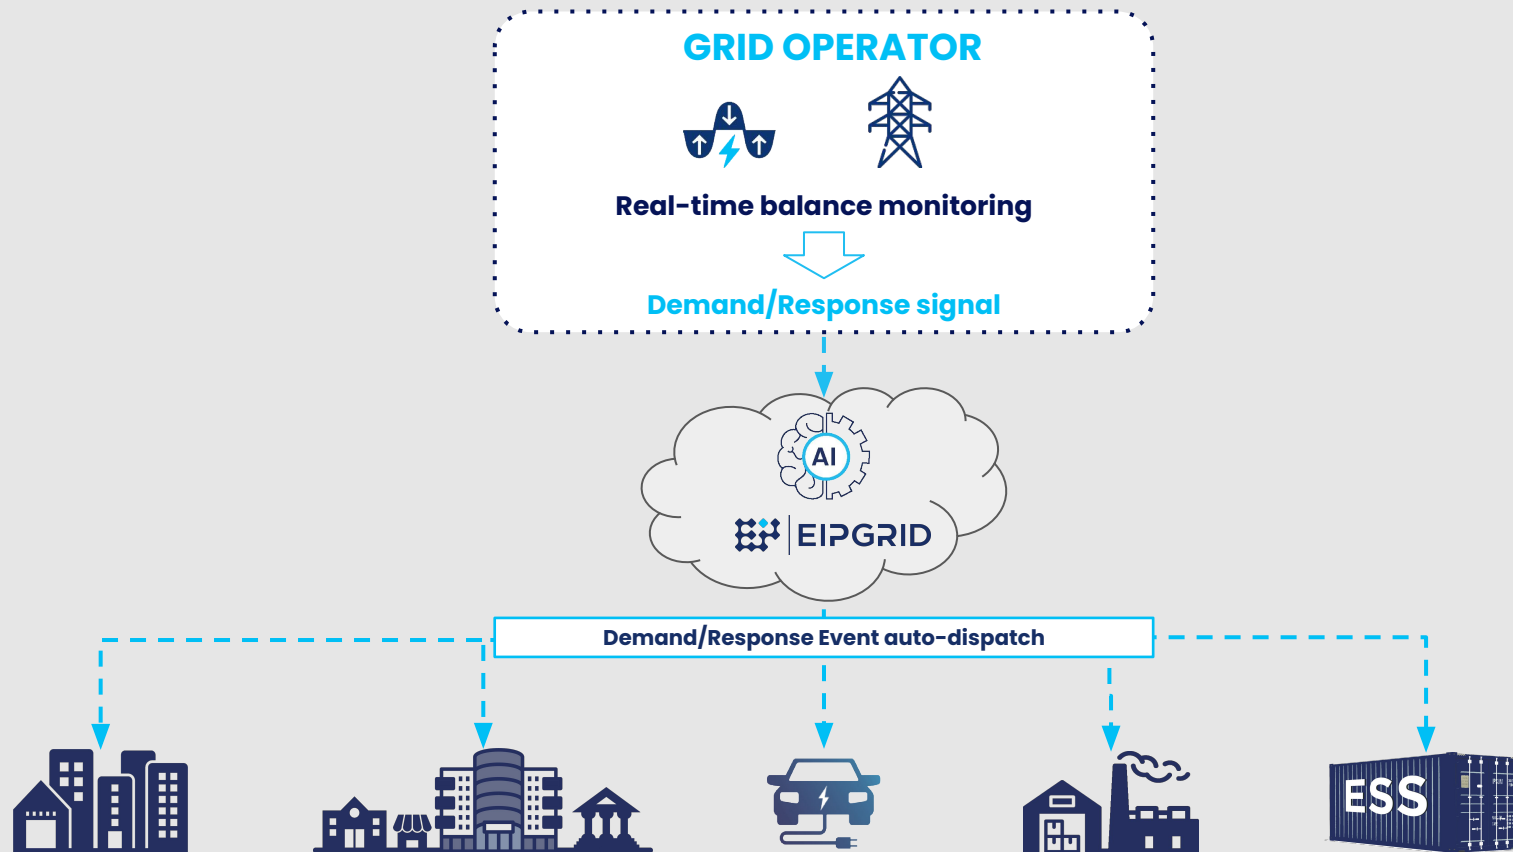 GRID OPERATOR
Real-time balance monitoring
Demand/Response signal
AI
EIPGRID
Demand/Response Event auto-dispatch
ESS